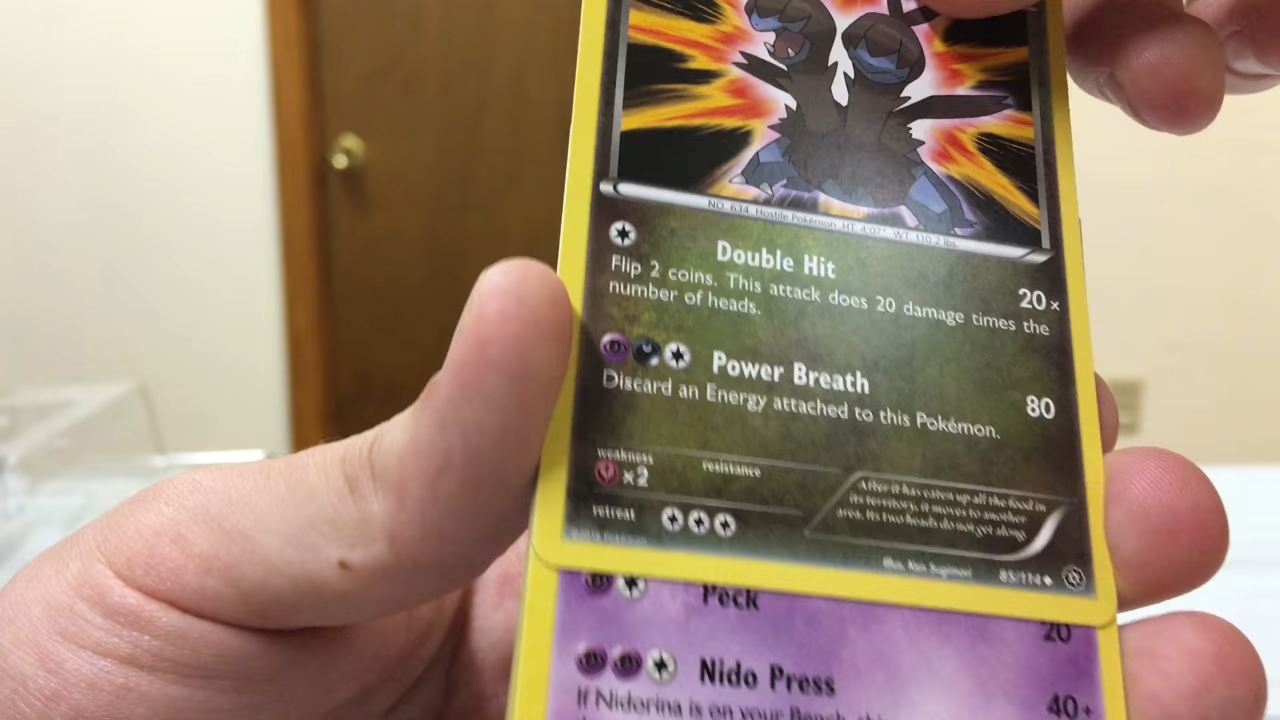 NO. 634 Hostile Pokémon HT: 4'07" WT: 110.2 lbs.
Double Hit
20×
Flip 2 coins. This attack does 20 damage times the
number of heads.
Power Breath
80
Discard an Energy attached to this Pokémon.
weakness
resistance
×2
After it has eaten up all the food in
its territory, it moves to another
area. Its two heads do not get along
retreat
Illus. Ken Sugimori
85/114
Peck
20
Nido Press
40+
If Nidorina is on your Bench,